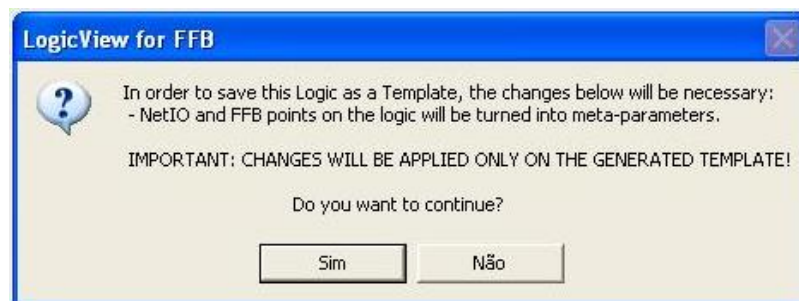 LogicView for FFB
In order to save this Logic as a Template, the changes below will be necessary:
- NetIO and FFB points on the logic will be turned into meta-parameters.
IMPORTANT: CHANGES WILL BE APPLIED ONLY ON THE GENERATED TEMPLATE!
Do you want to continue?
Sim
Não